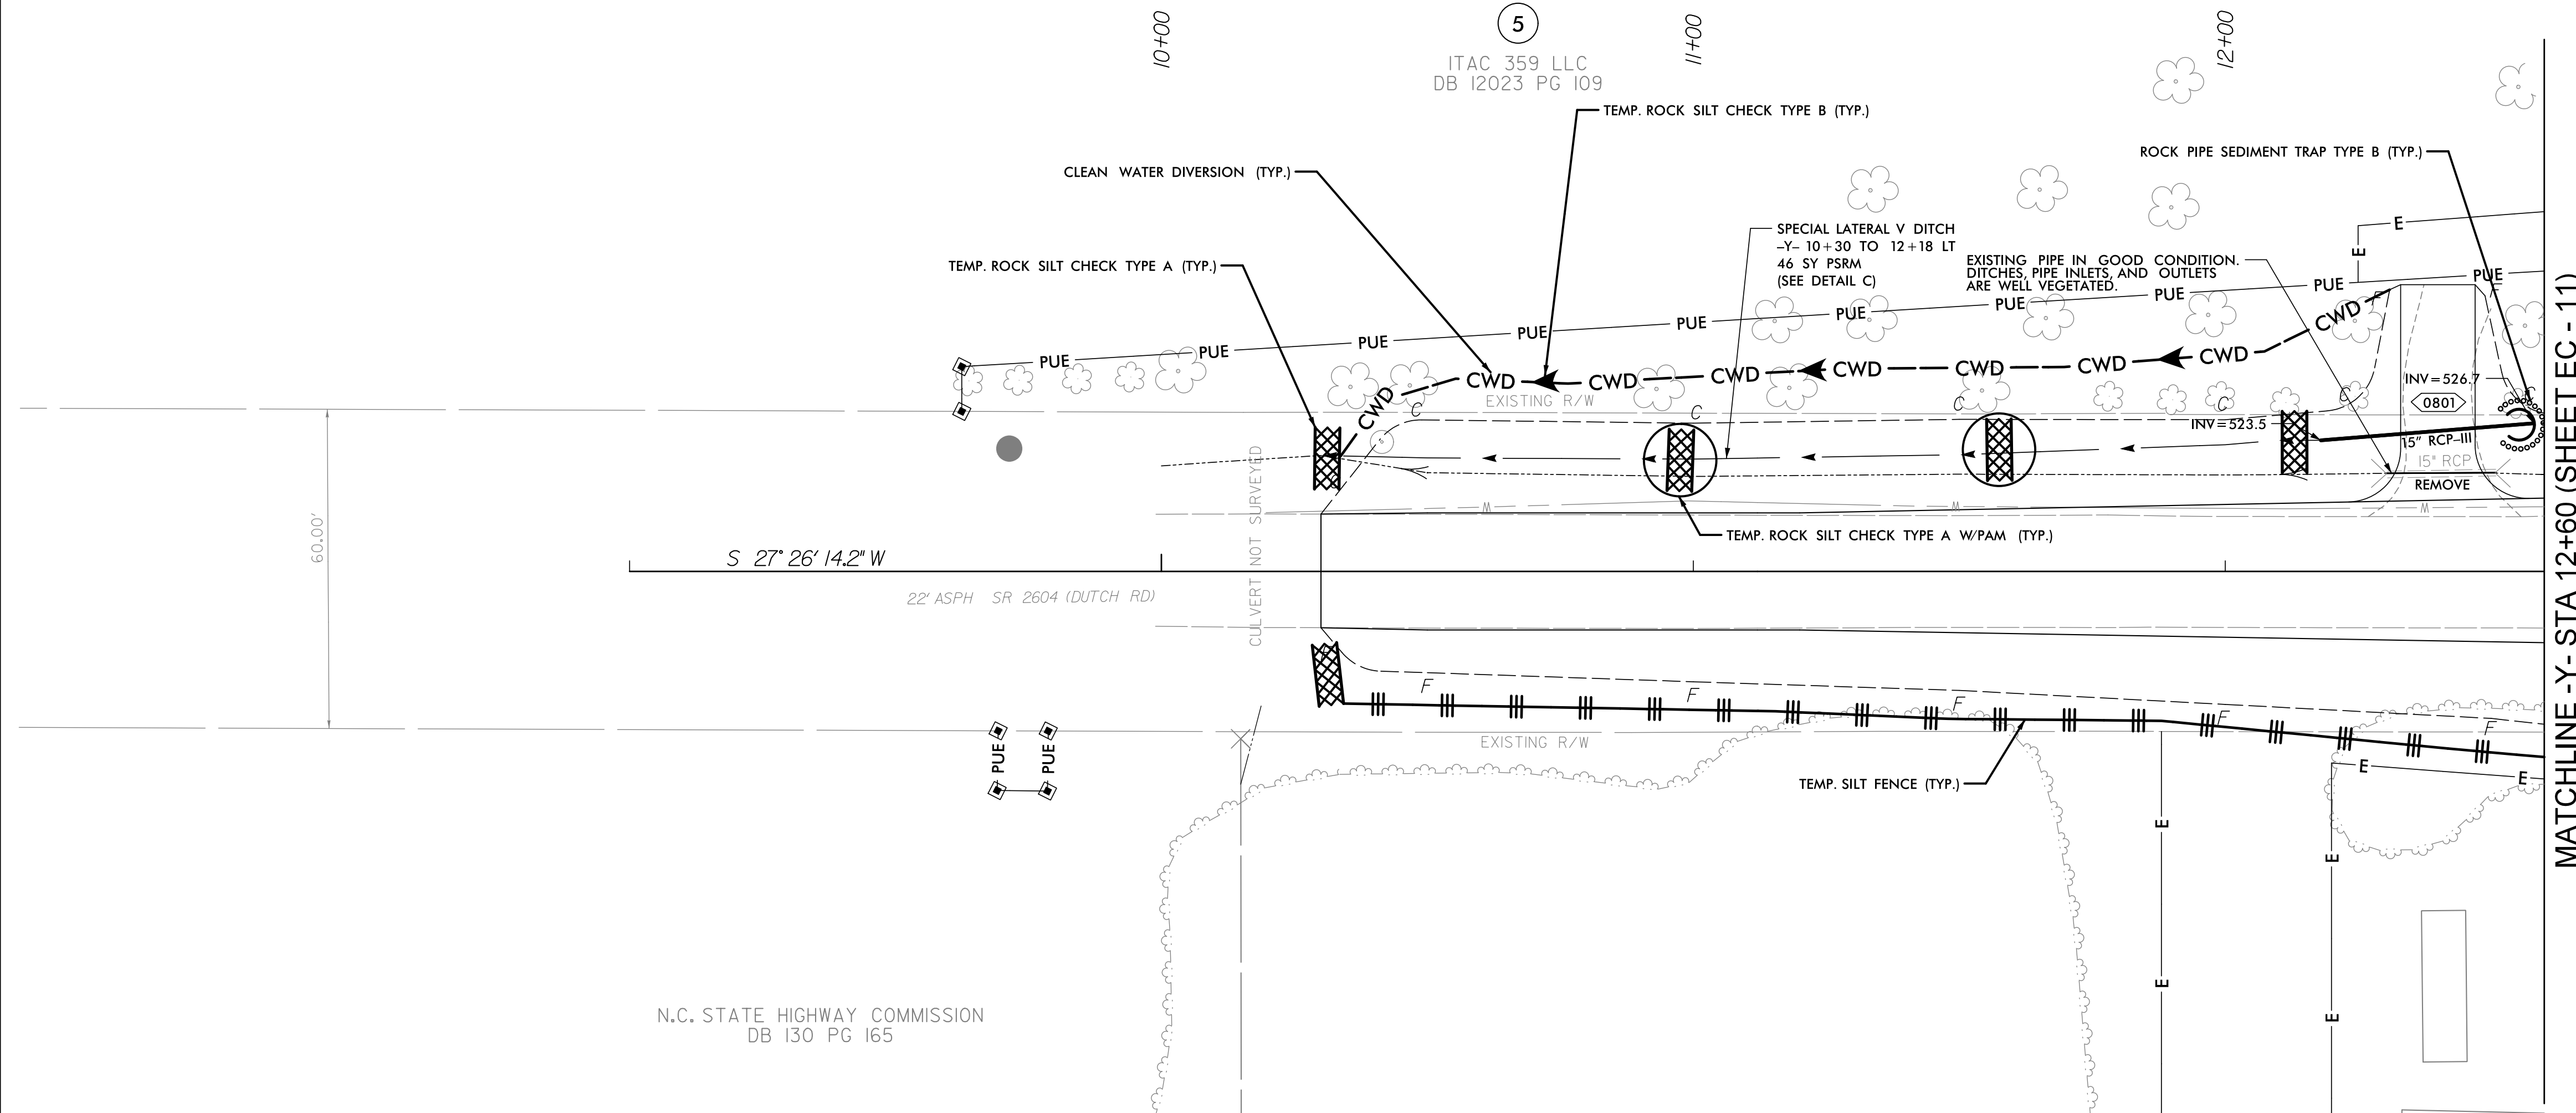 10+00
5
11+00
12+00
ITAC 359 LLC
DB 12023 PG 109
TEMP. ROCK SILT CHECK TYPE B (TYP.)
ROCK PIPE SEDIMENT TRAP TYPE B (TYP.)
CLEAN WATER DIVERSION (TYP.)
E
SPECIAL LATERAL V DITCH
-Y- 10+30 TO 12+18 LT
46 SY PSRM
(SEE DETAIL C)
E
TEMP. ROCK SILT CHECK TYPE A (TYP.)
EXISTING PIPE IN GOOD CONDITION.
DITCHES, PIPE INLETS, AND OUTLETS
ARE WELL VEGETATED.
PUE PUE PUE PUE PUE PUE PUE PUE PUE PUE
F F
CWD CWD CWD CWD CWD CWD CWD CWD CWD
INV=526.7
EXISTING R/W
0801
C C C C C C
INV=523.5
15" RCP-III
15" RCP
REMOVE
W W W
CULVERT NOT SURVEYED
60.00'
TEMP. ROCK SILT CHECK TYPE A W/PAM (TYP.)
S 27° 26' 14.2" W
22' ASPH SR 2604 (DUTCH RD)
F F F F F F
EXISTING R/W
PUE PUE
TEMP. SILT FENCE (TYP.)
E E
E E
E E
N.C. STATE HIGHWAY COMMISSION
DB 130 PG 165
MATCHLINE -Y- STA 12+60 (SHEET EC - 11)